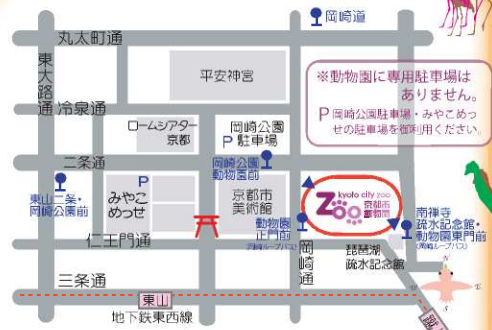 岡崎道
丸太町通
東大路通
平安神宮
※動物園に専用駐車場は
ありません。
P 岡崎公園駐車場・みやこめっ
せの駐車場を御利用ください。
冷泉通
ロームシアター
京都
岡崎公園
P 駐車場
二条通
岡崎公園
動物園前
P
東山二条・
岡崎公園前
みやこ
めっせ
京都市
美術館
kyoto city zoo
ZOO
京都市
動物園
動物園
正門前
(岡崎ループバス)
岡崎通
南禅寺
疏水記念館・
動物園東門前
(岡崎ループバス)
仁王門通
琵琶湖
疏水記念館
N
三条通
東山
地下鉄東西線
蹴